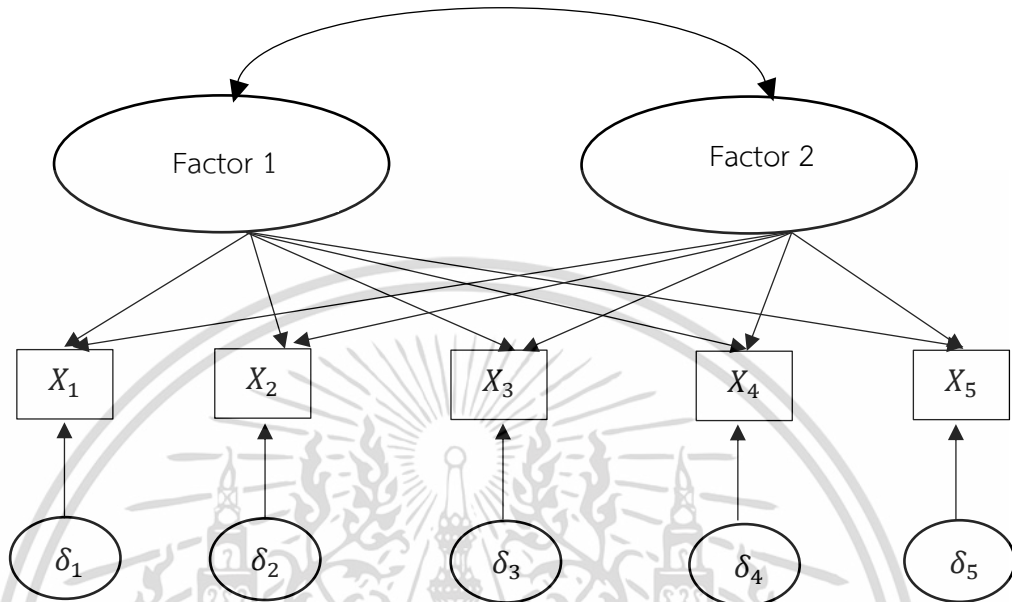 Factor 1
Factor 2
X₁ X₂ X₃ X₄ X₅
δ₁ δ₂ δ₃ δ₄ δ₅